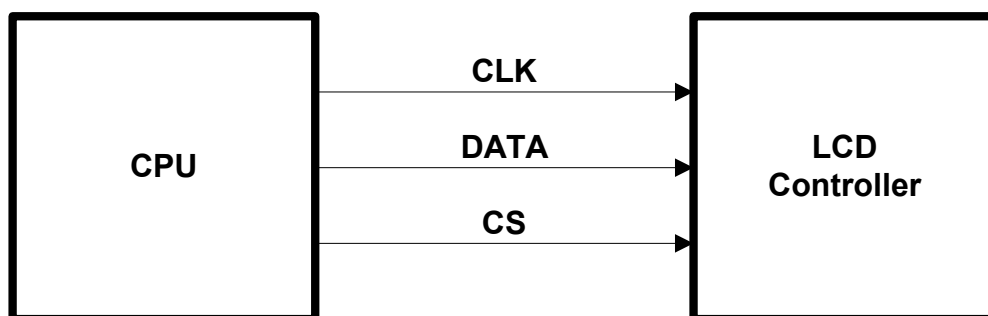 CLK
DATA
CS
CPU
LCD
Controller